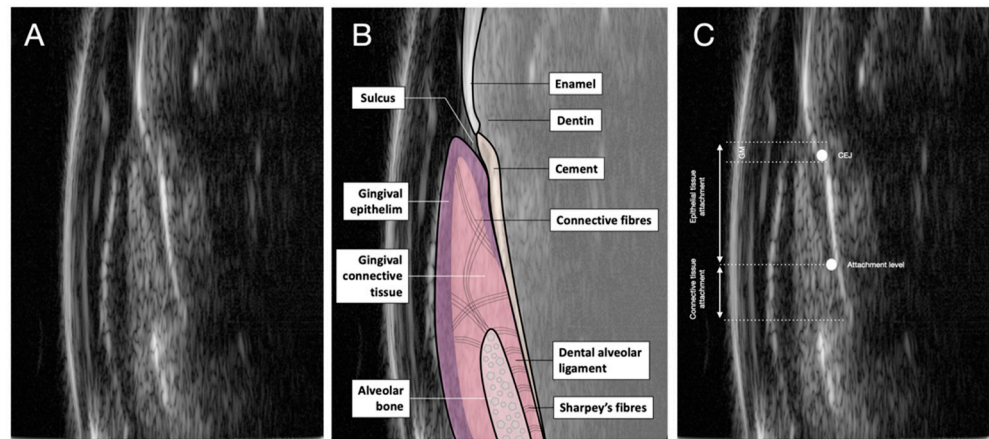 A
B
C
Enamel
Sulcus
Dentin
Cement
Gingival
epithelim
Connective fibres
Gingival
connective
tissue
Dental alveolar
ligament
Alveolar
bone
Sharpey's fibres
GM
CEJ
Epithelial tissue
attachment
Attachment level
Connective tissue
attachment